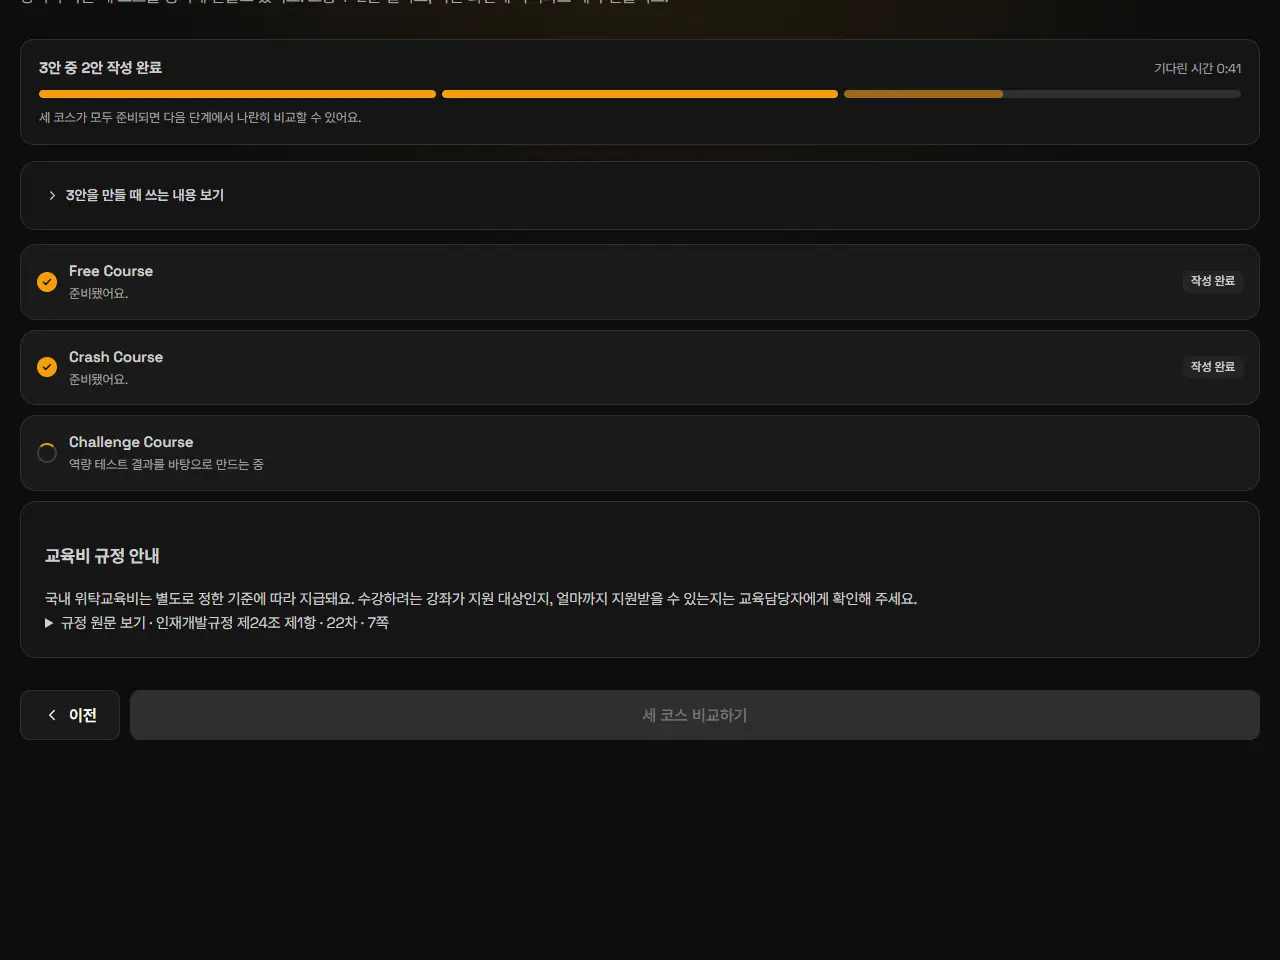 3안 중 2안 작성 완료
기다린 시간 0:41
세 코스가 모두 준비되면 다음 단계에서 나란히 비교할 수 있어요.
3안을 만들 때 쓰는 내용 보기
Free Course
준비됐어요.
작성 완료
Crash Course
준비됐어요.
작성 완료
Challenge Course
역량 테스트 결과를 바탕으로 만드는 중
교육비 규정 안내
국내 위탁교육비는 별도로 정한 기준에 따라 지급돼요. 수강하려는 강좌가 지원 대상인지, 얼마까지 지원받을 수 있는지는 교육담당자에게 확인해 주세요.
▶ 규정 원문 보기 · 인재개발규정 제24조 제1항 · 22차 · 7쪽
이전
세 코스 비교하기